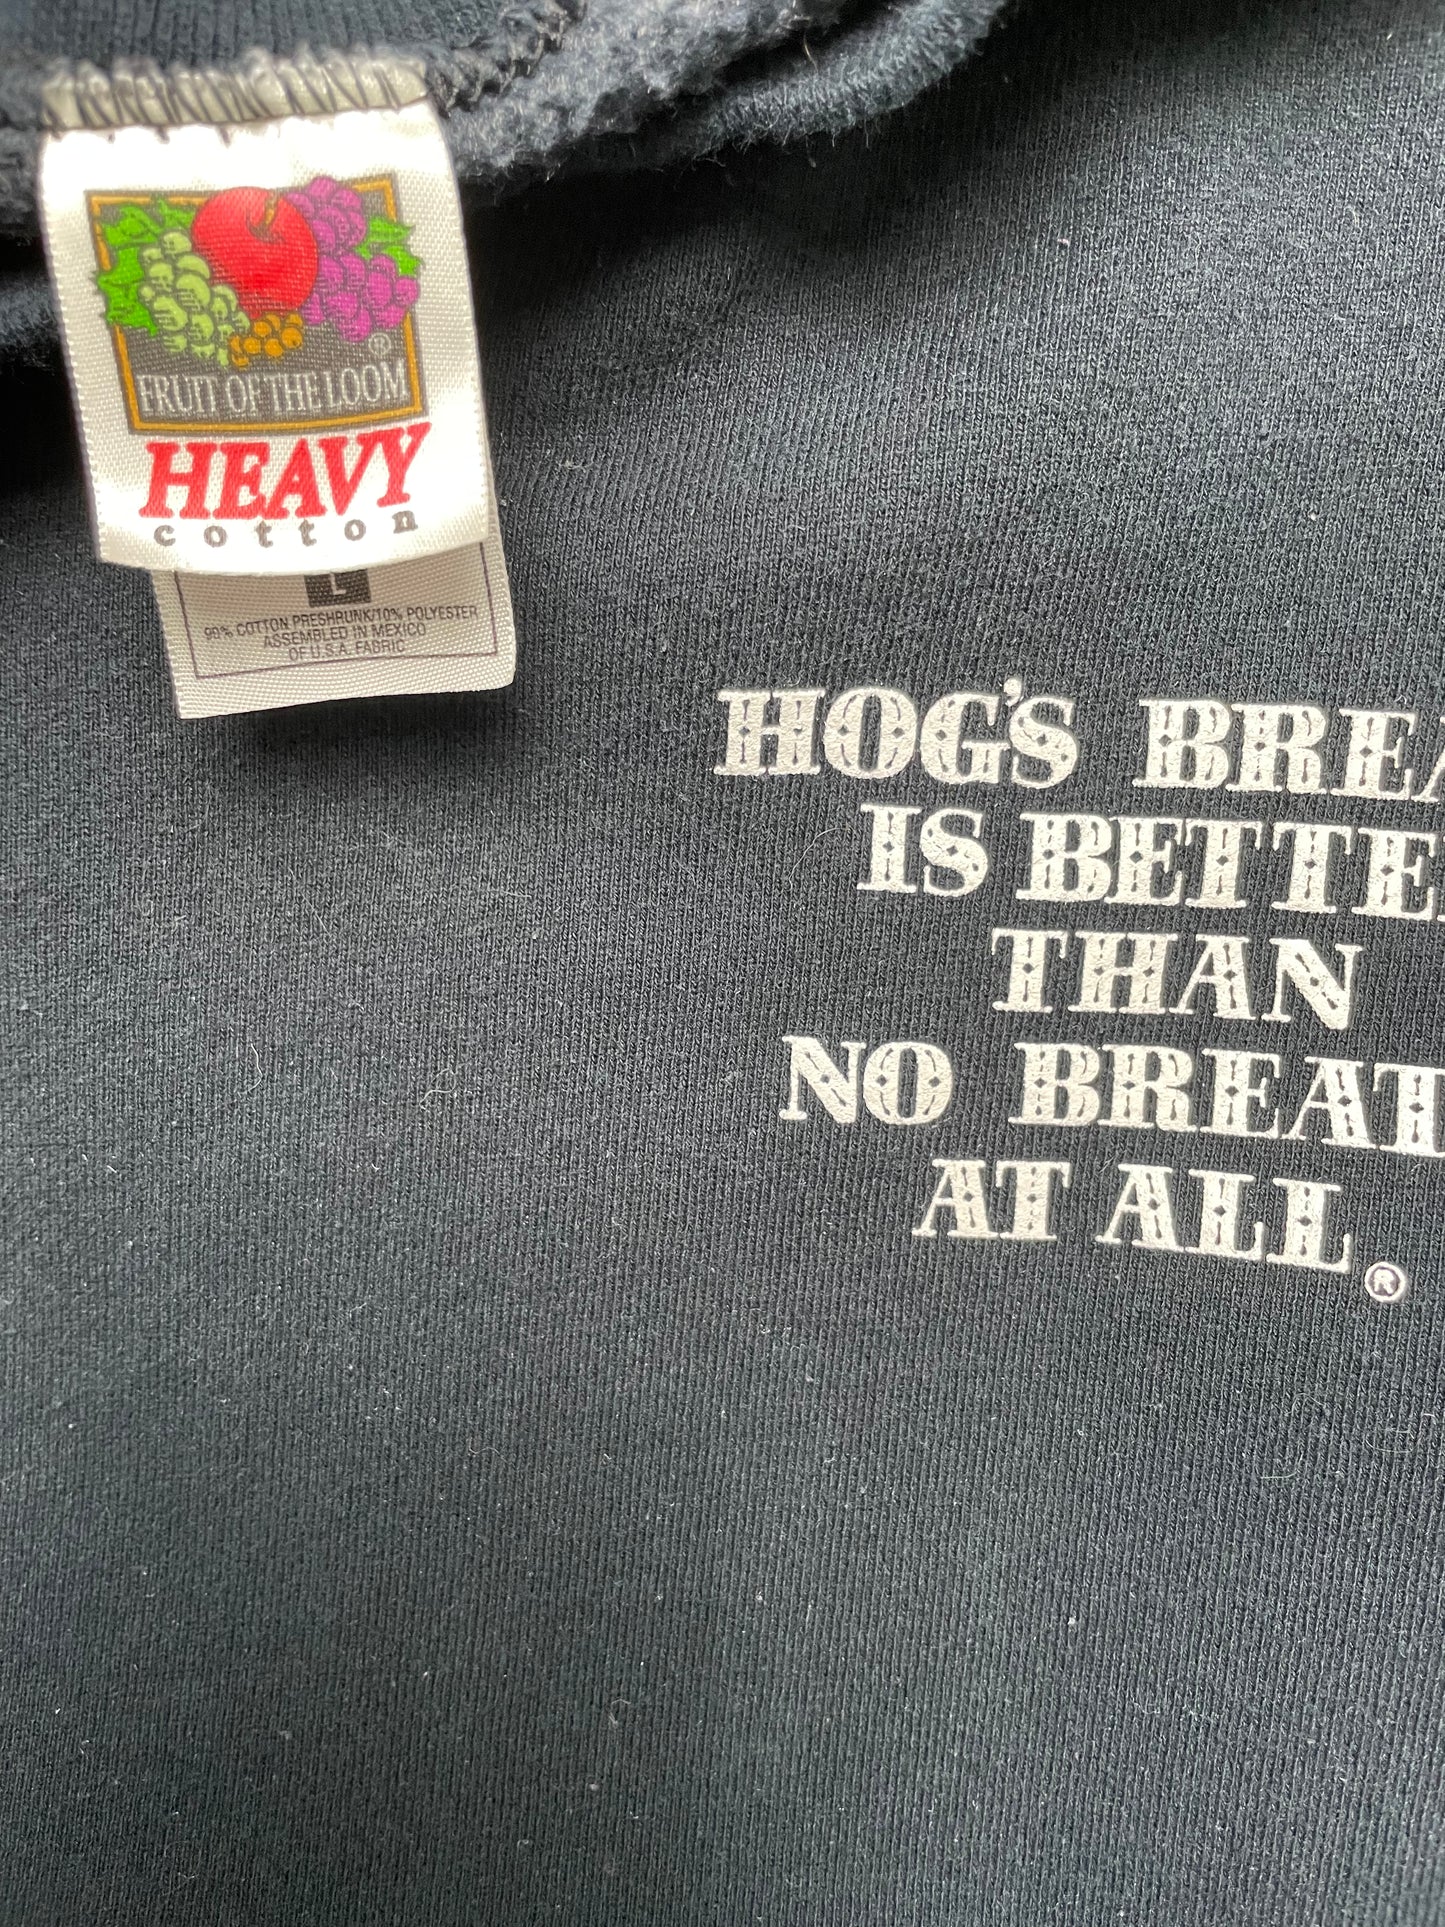 ®
FRUIT OF THE LOOM
HEAVY
cotton
L
90% COTTON PRESHRUNK/10% POLYESTER
ASSEMBLED IN MEXICO
OF U.S.A. FABRIC
HOG'S BREA
IS BETTE
THAN
NO BREAT
AT ALL.®